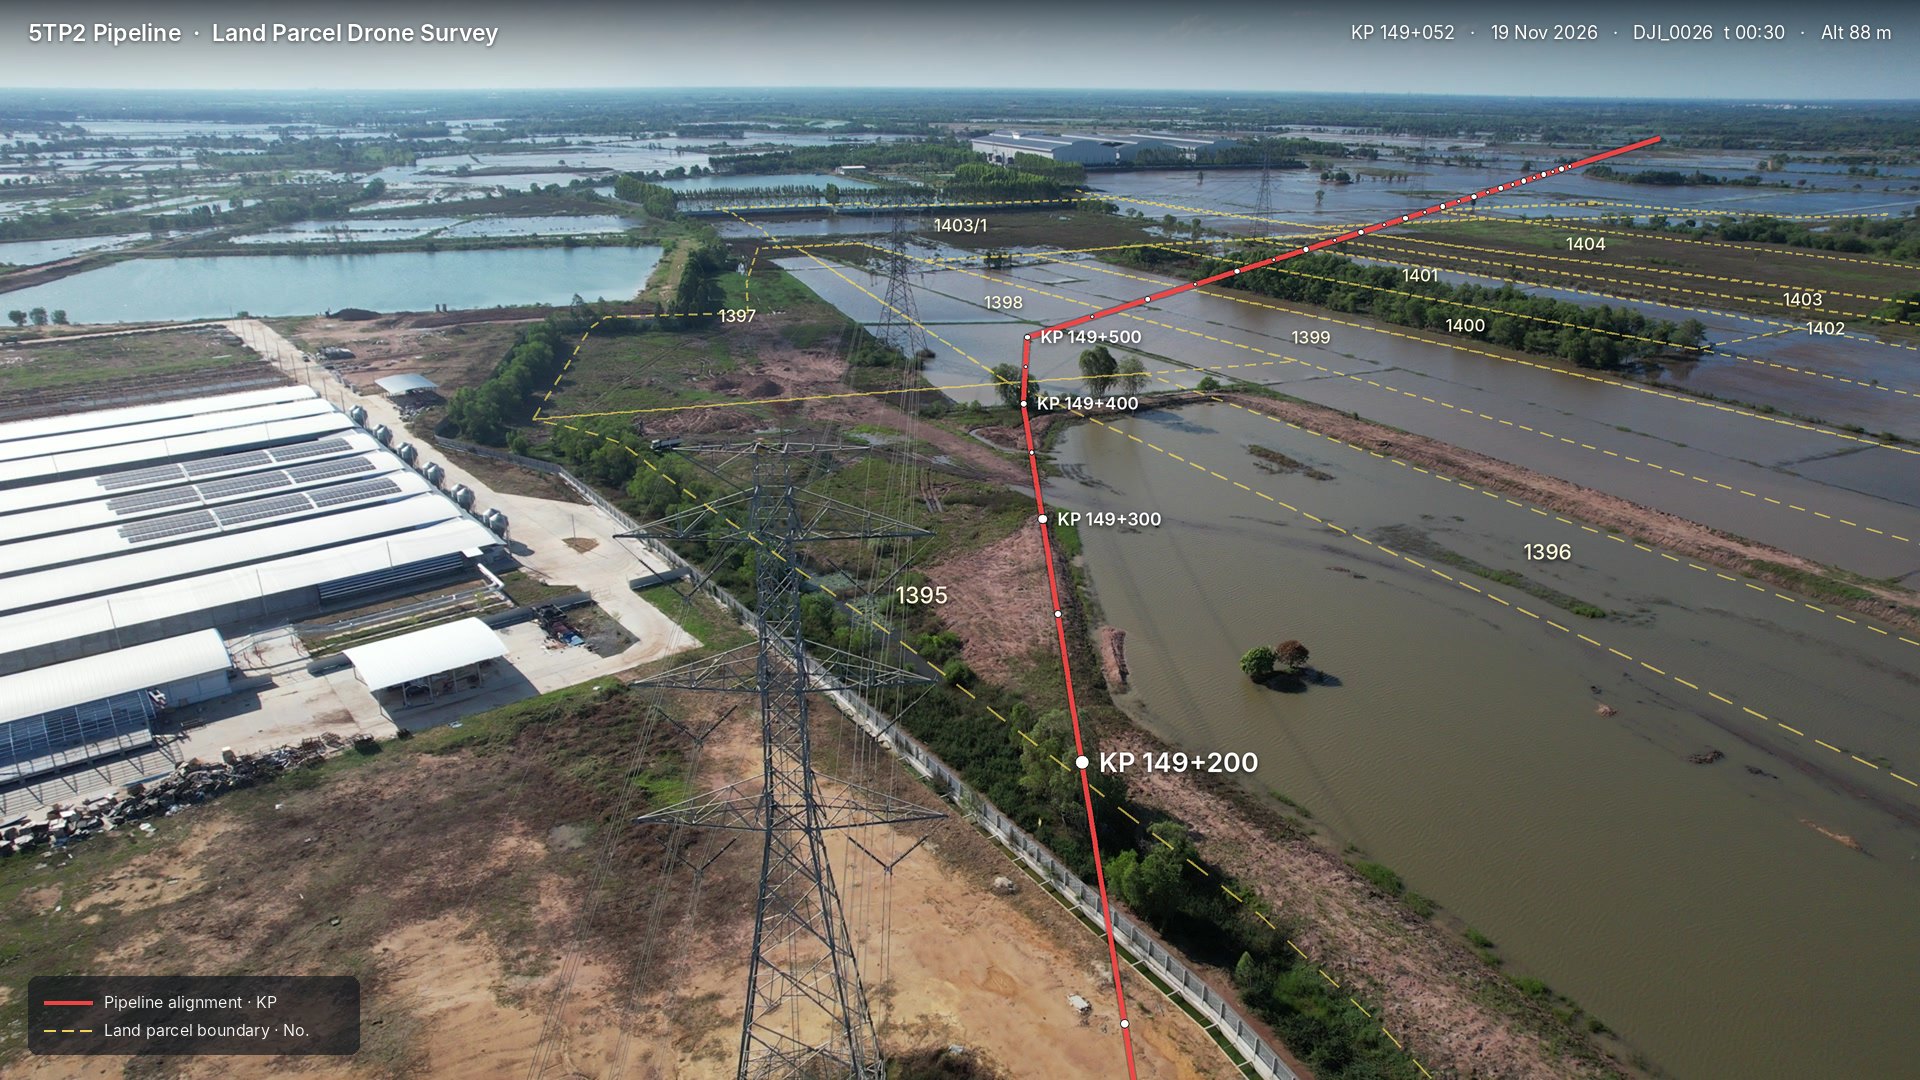 5TP2 Pipeline · Land Parcel Drone Survey
KP 149+052 · 19 Nov 2026 · DJI_0026 t 00:30 · Alt 88 m
1403/1
1404
1401
1398
1403
1397
1400
1402
KP 149+500
1399
KP 149+400
KP 149+300
1396
1395
KP 149+200
Pipeline alignment · KP
Land parcel boundary · No.